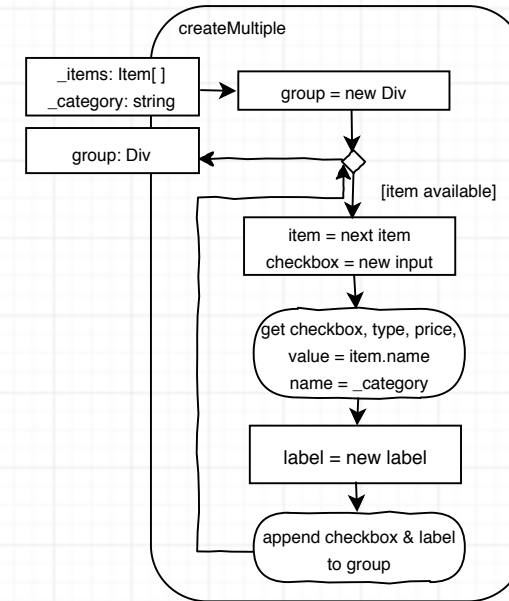 createMultiple
_items: Item[ ]
_category: string
group = new Div
group: Div
[item available]
item = next item
checkbox = new input
get checkbox, type, price,
value = item.name
name = _category
label = new label
append checkbox & label
to group